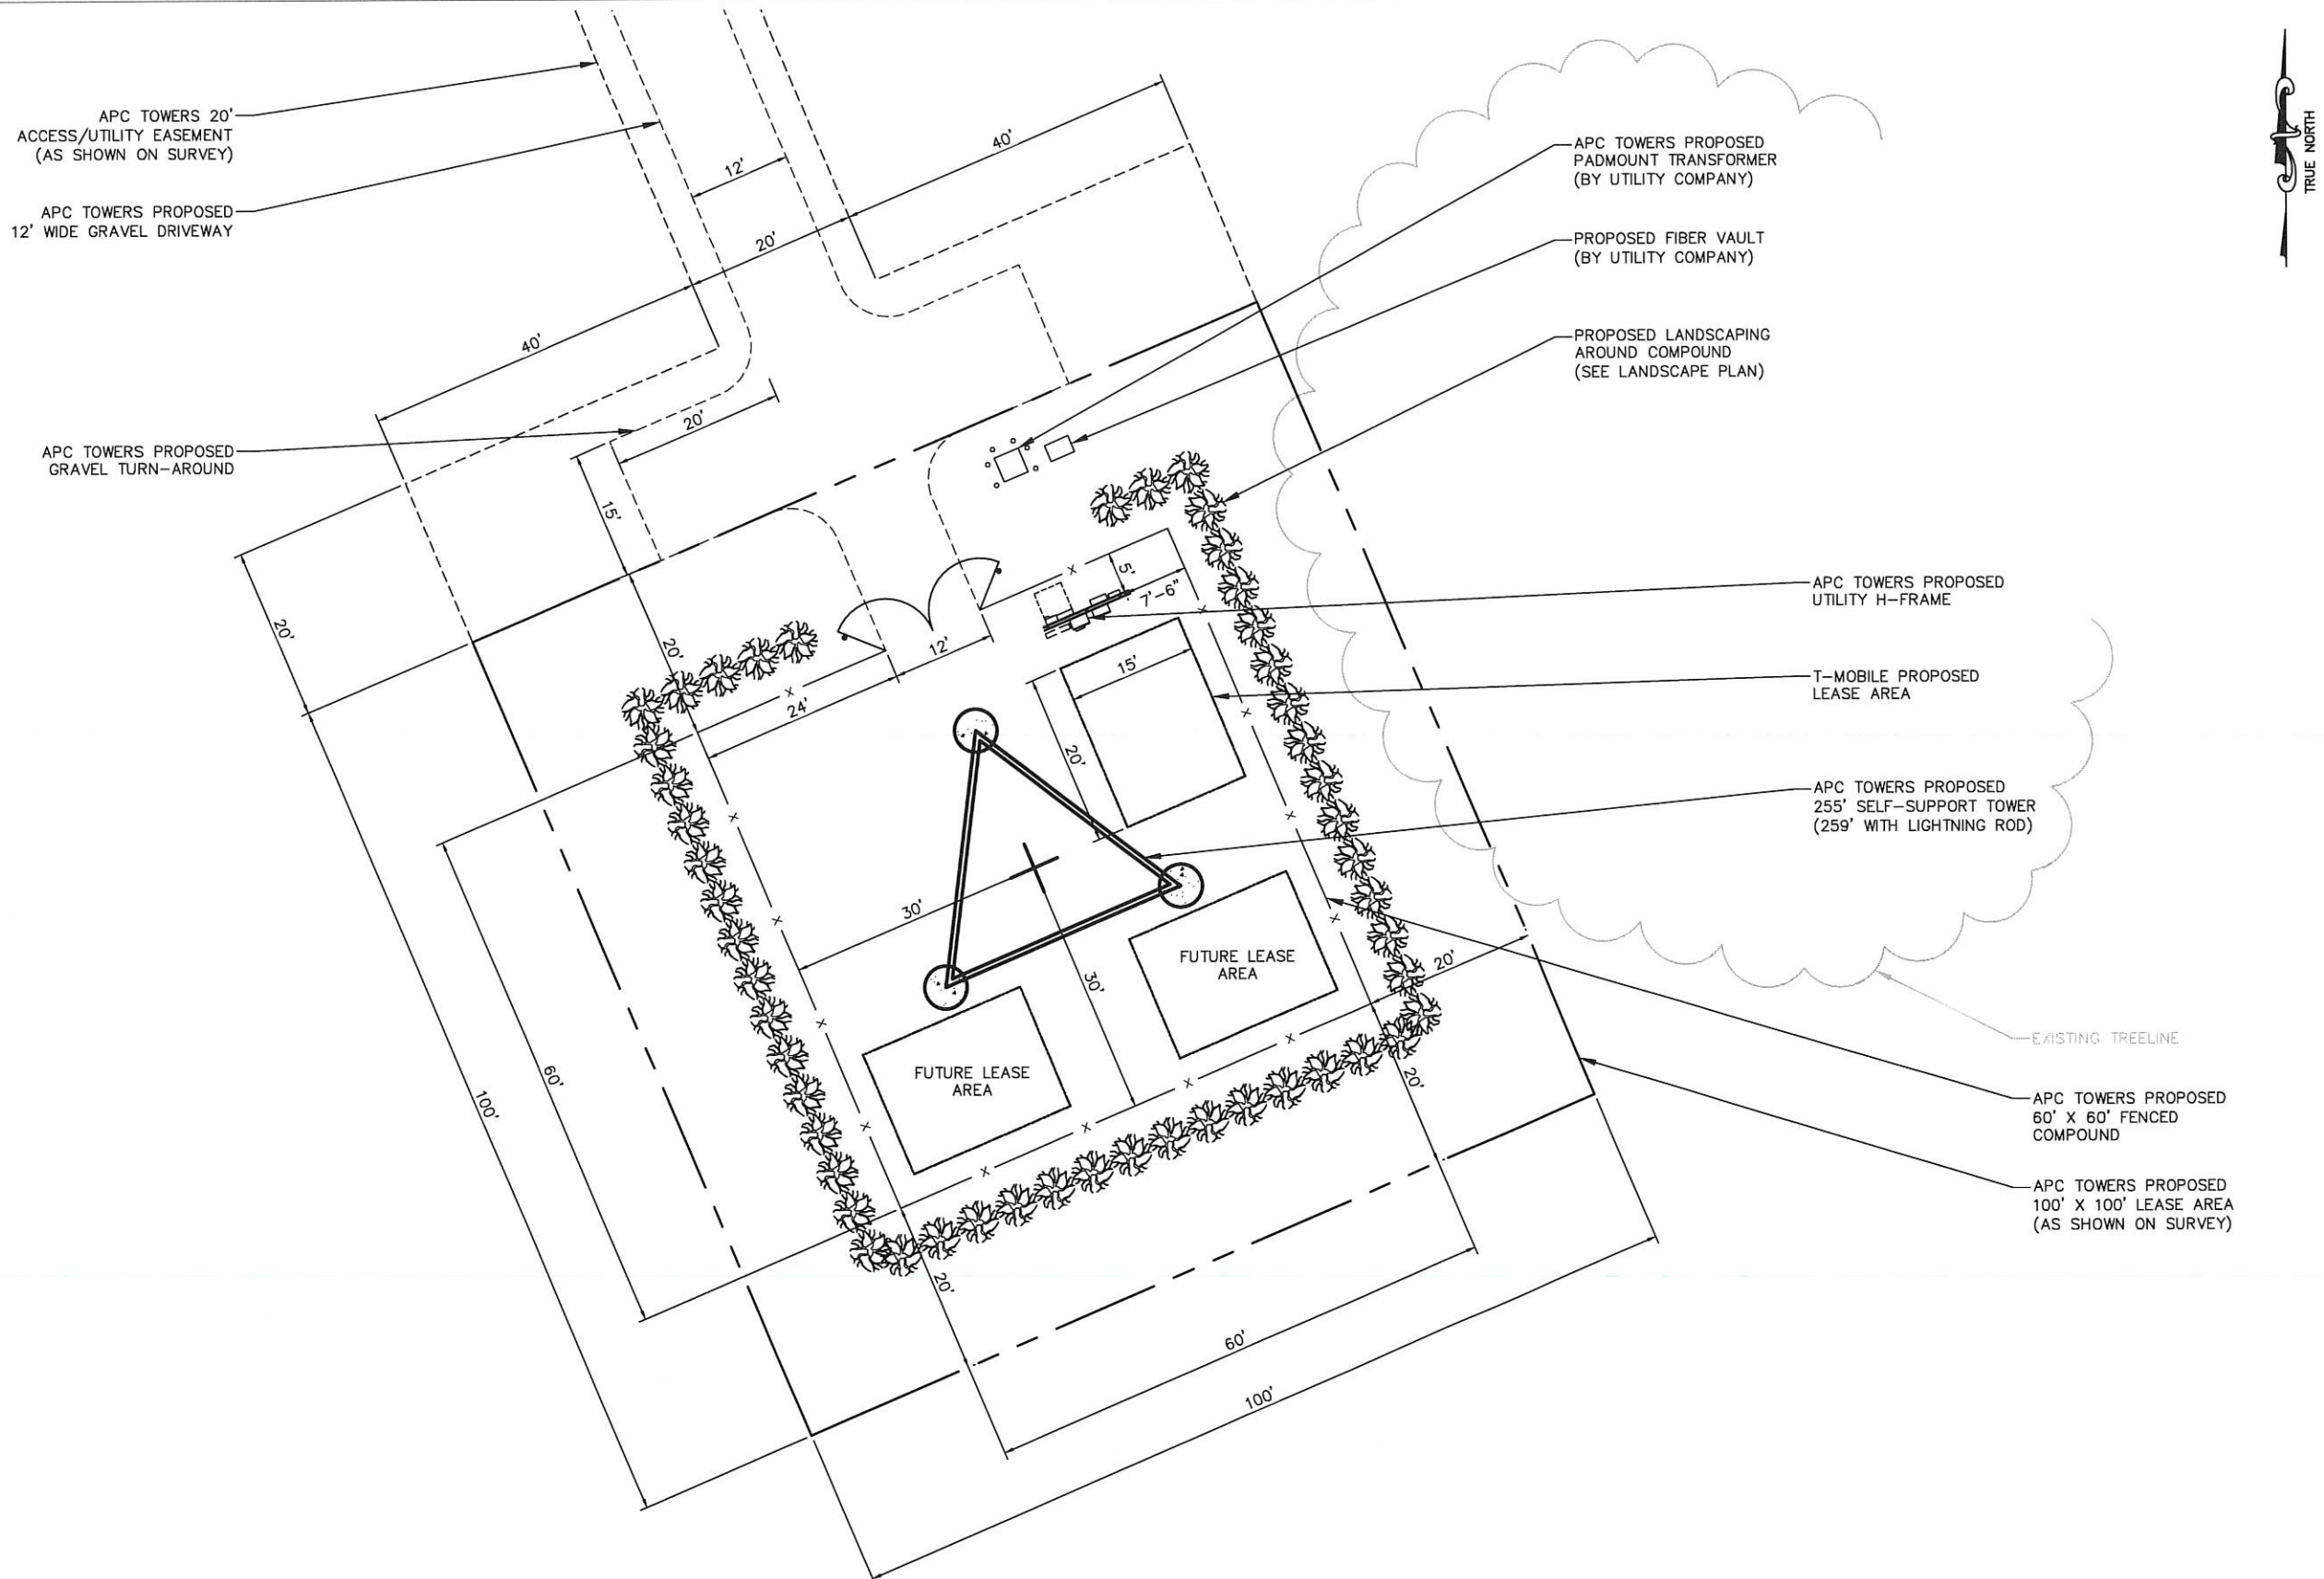 APC TOWERS 20'
ACCESS/UTILITY EASEMENT
(AS SHOWN ON SURVEY)
APC TOWERS PROPOSED
12' WIDE GRAVEL DRIVEWAY
APC TOWERS PROPOSED
GRAVEL TURN-AROUND
12'
40'
20'
40'
20'
15'
20'
20'
24'
12'
5'
7'-6"
15'
20'
30'
30'
60'
100'
20'
20'
20'
60'
100'
FUTURE LEASE
AREA
FUTURE LEASE
AREA
APC TOWERS PROPOSED
PADMOUNT TRANSFORMER
(BY UTILITY COMPANY)
PROPOSED FIBER VAULT
(BY UTILITY COMPANY)
PROPOSED LANDSCAPING
AROUND COMPOUND
(SEE LANDSCAPE PLAN)
APC TOWERS PROPOSED
UTILITY H-FRAME
T-MOBILE PROPOSED
LEASE AREA
APC TOWERS PROPOSED
255' SELF-SUPPORT TOWER
(259' WITH LIGHTNING ROD)
EXISTING TREELINE
APC TOWERS PROPOSED
60' X 60' FENCED
COMPOUND
APC TOWERS PROPOSED
100' X 100' LEASE AREA
(AS SHOWN ON SURVEY)
TRUE NORTH